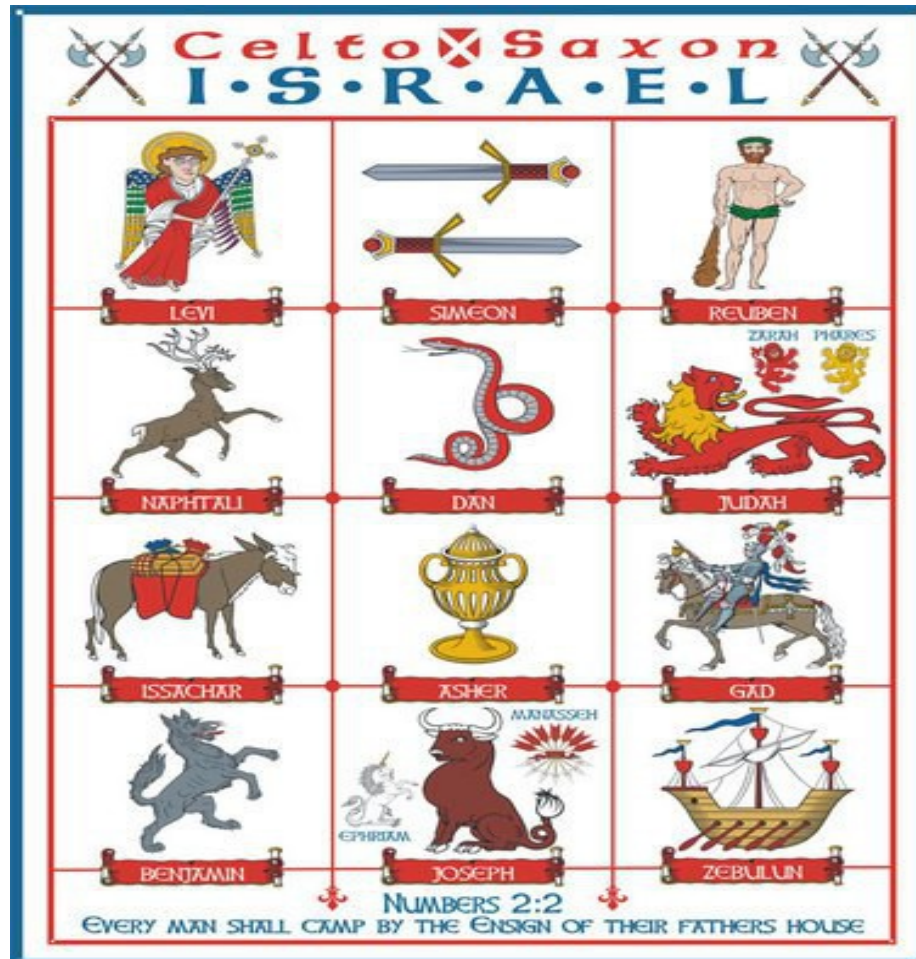 Celto Saxon
I·S·R·A·E·L
LEVI
SIMEON
REUBEN
ZARAH PHARES
NAPHTALI
DAN
JUDAH
ISSACHAR
ASHER
GAD
MANASSEH
EPHRIAM
BENJAMIN
JOSEPH
ZEBULUN
NUMBERS 2:2
EVERY MAN SHALL CAMP BY THE ENSIGN OF THEIR FATHERS HOUSE